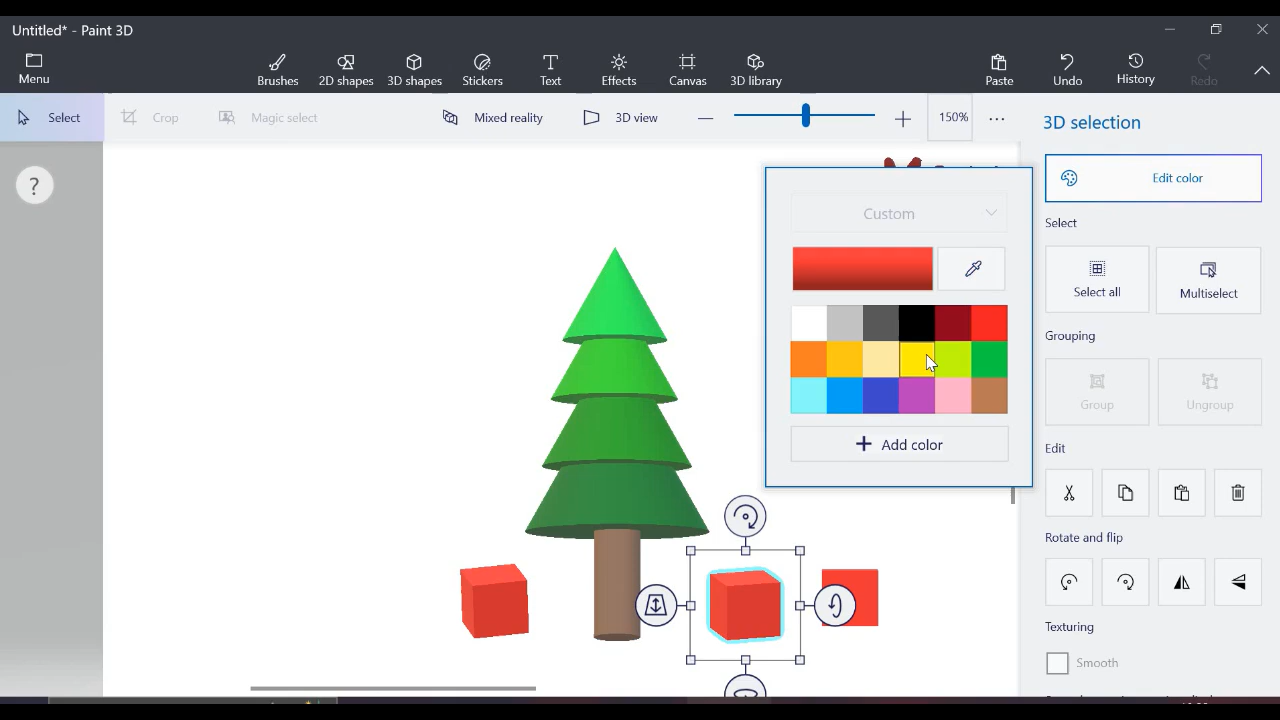 Untitled* - Paint 3D
Menu
Brushes
2D shapes
3D shapes
Stickers
Text
Effects
Canvas
3D library
Paste
Undo
History
Redo
Select
Crop
Magic select
Mixed reality
3D view
150%
3D selection
Edit color
Custom
Add color
Select
Select all
Multiselect
Grouping
Group
Ungroup
Edit
Rotate and flip
Texturing
Smooth
?